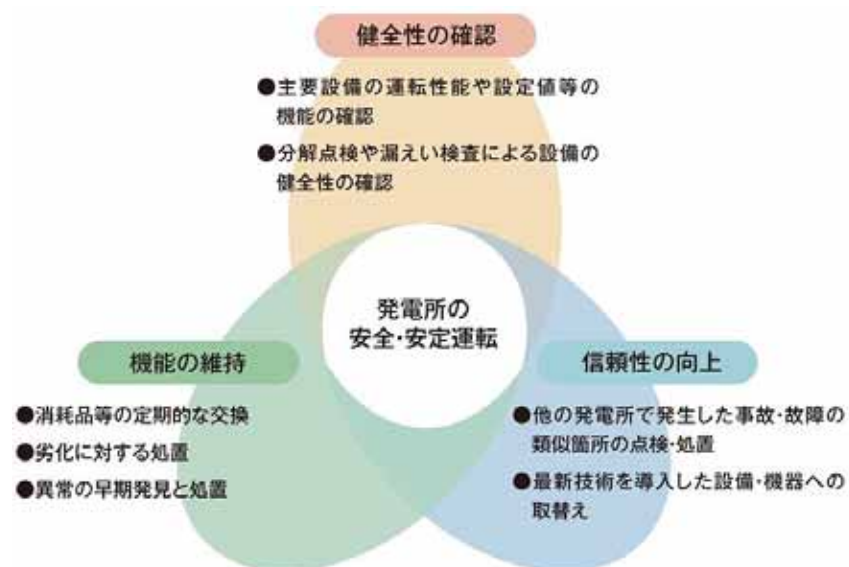 健全性の確認
●主要設備の運転性能や設定値等の
機能の確認
●分解点検や漏えい検査による設備の
健全性の確認
発電所の
安全・安定運転
機能の維持
●消耗品等の定期的な交換
●劣化に対する処置
●異常の早期発見と処置
信頼性の向上
●他の発電所で発生した事故・故障の
類似箇所の点検・処置
●最新技術を導入した設備・機器への
取替え